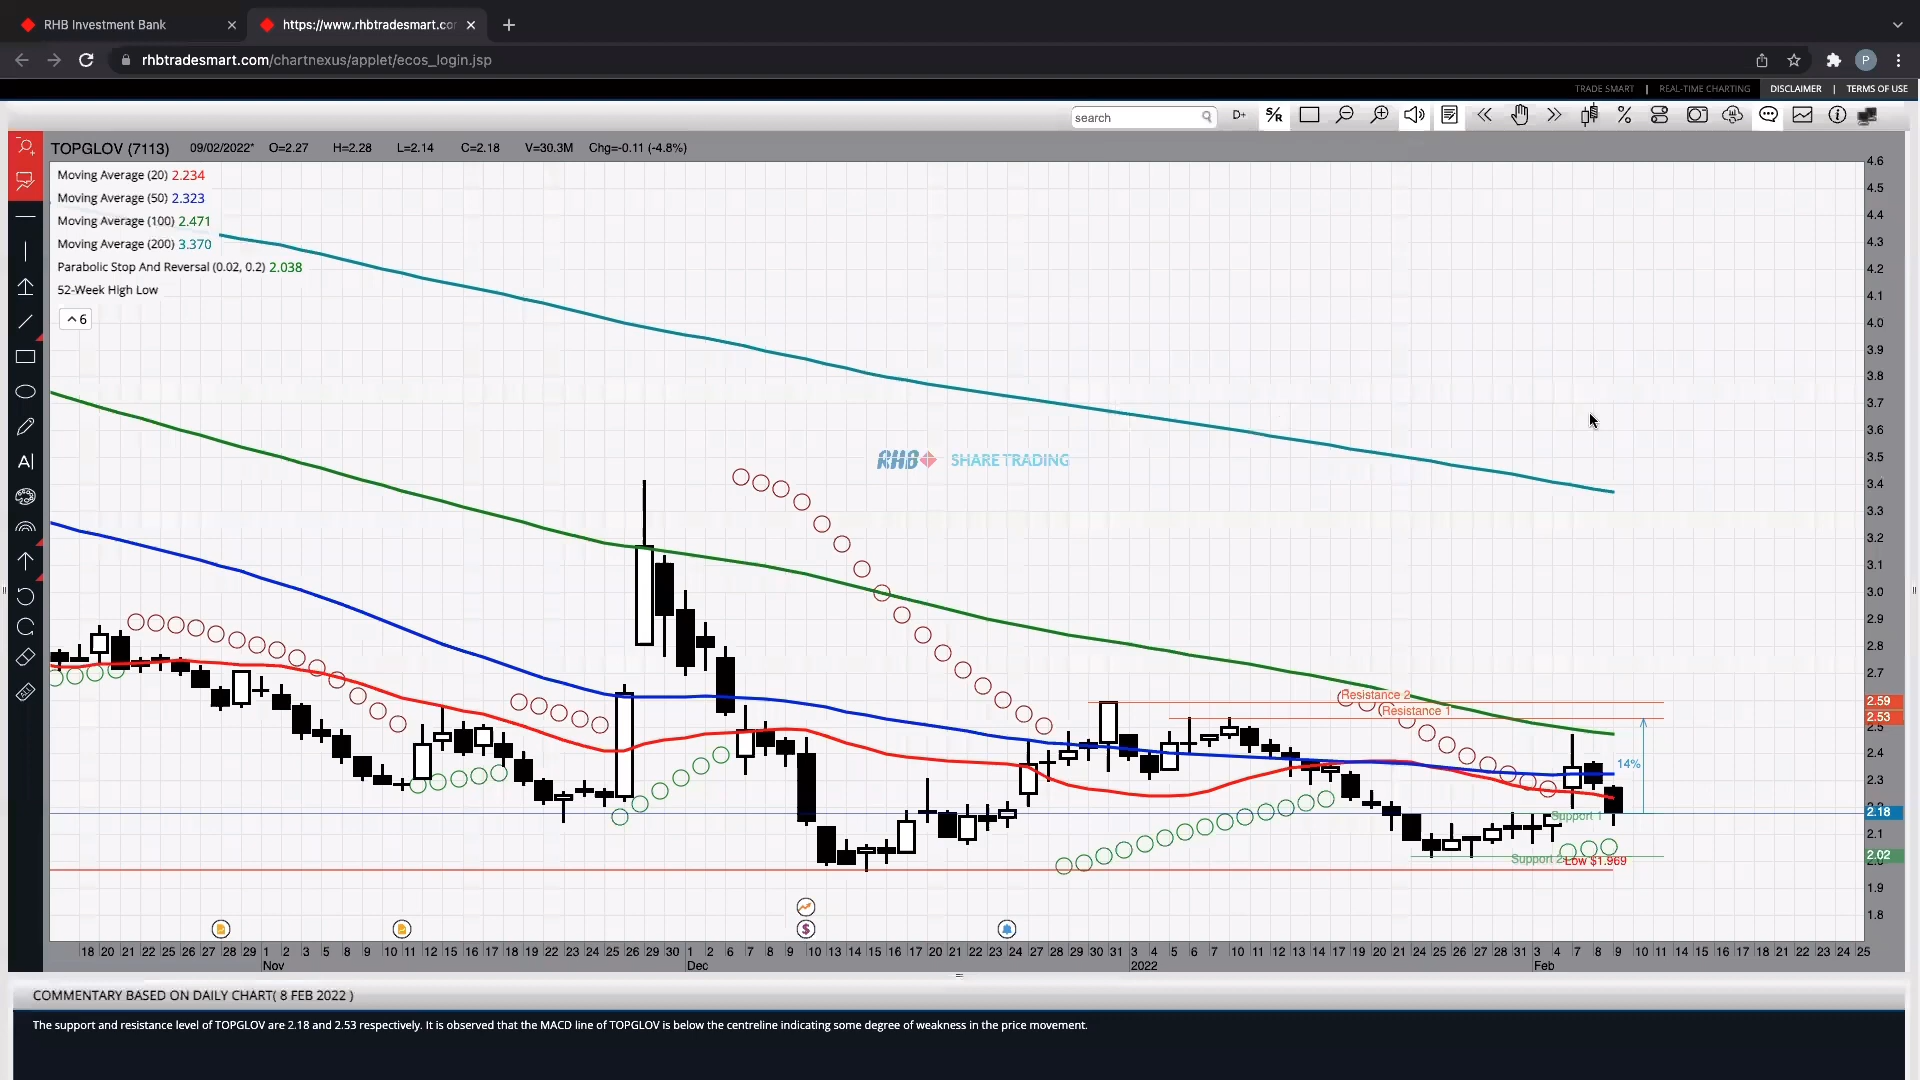 RHB Investment Bank
https://www.rhbtradesmart.co
rhbtradesmart.com/chartnexus/applet/ecos_login.jsp
P
TRADE SMART | REAL-TIME CHARTING | DISCLAIMER | TERMS OF USE
search
D+
S/R
TOPGLOV (7113) 09/02/2022* O=2.27 H=2.28 L=2.14 C=2.18 V=30.3M Chg=-0.11 (-4.8%)
Moving Average (20) 2.234
Moving Average (50) 2.323
Moving Average (100) 2.471
Moving Average (200) 3.370
Parabolic Stop And Reversal (0.02, 0.2) 2.038
52-Week High Low
6
A
ALL
RHB SHARE TRADING
Resistance 2
Resistance 1
14%
Support 1
Support 2
Low $1.969
4.6
4.5
4.4
4.3
4.2
4.1
4.0
3.9
3.8
3.7
3.6
3.5
3.4
3.3
3.2
3.1
3.0
2.9
2.8
2.7
2.59
2.53
2.5
2.4
2.3
2.18
2.1
2.02
1.9
1.8
$
18 20 21 22 25 26 27 28 29 1 2 3 5 8 9 10 11 12 15 16 17 18 19 22 23 24 25 26 29 30 1 2 3 6 7 8 9 10 13 14 15 16 17 20 21 22 23 24 27 28 29 30 31 3 4 5 6 7 10 11 12 13 14 17 19 20 21 24 25 26 27 28 31 3 4 7 8 9 10 11 14 15 16 17 18 21 22 23 24 25
Nov Dec 2022 Feb
COMMENTARY BASED ON DAILY CHART( 8 FEB 2022 )
The support and resistance level of TOPGLOV are 2.18 and 2.53 respectively. It is observed that the MACD line of TOPGLOV is below the centreline indicating some degree of weakness in the price movement.